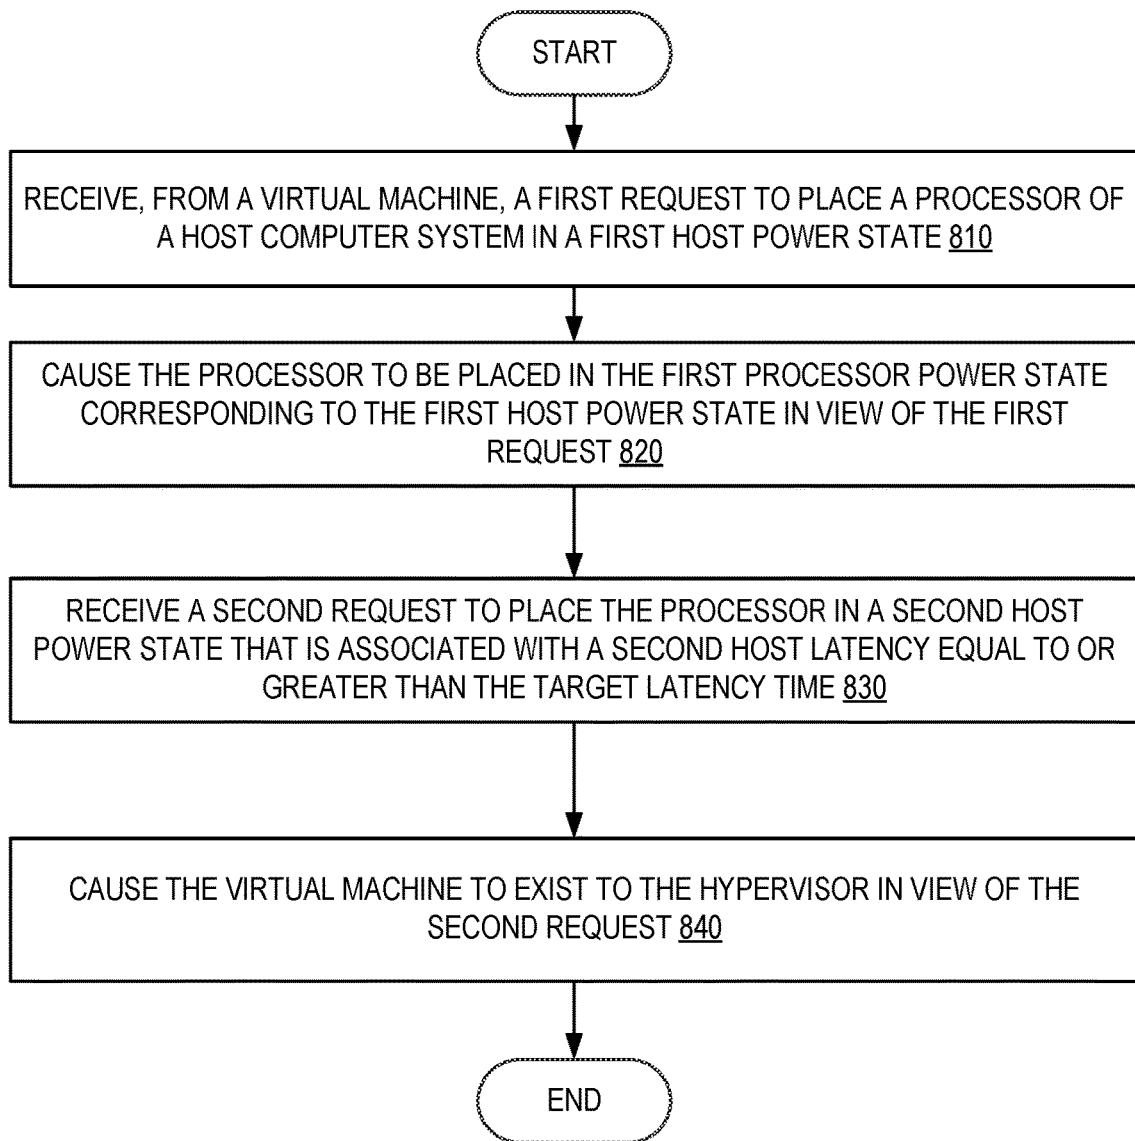 START
RECEIVE, FROM A VIRTUAL MACHINE, A FIRST REQUEST TO PLACE A PROCESSOR OF
A HOST COMPUTER SYSTEM IN A FIRST HOST POWER STATE 810
CAUSE THE PROCESSOR TO BE PLACED IN THE FIRST PROCESSOR POWER STATE
CORRESPONDING TO THE FIRST HOST POWER STATE IN VIEW OF THE FIRST
REQUEST 820
RECEIVE A SECOND REQUEST TO PLACE THE PROCESSOR IN A SECOND HOST
POWER STATE THAT IS ASSOCIATED WITH A SECOND HOST LATENCY EQUAL TO OR
GREATER THAN THE TARGET LATENCY TIME 830
CAUSE THE VIRTUAL MACHINE TO EXIST TO THE HYPERVISOR IN VIEW OF THE
SECOND REQUEST 840
END